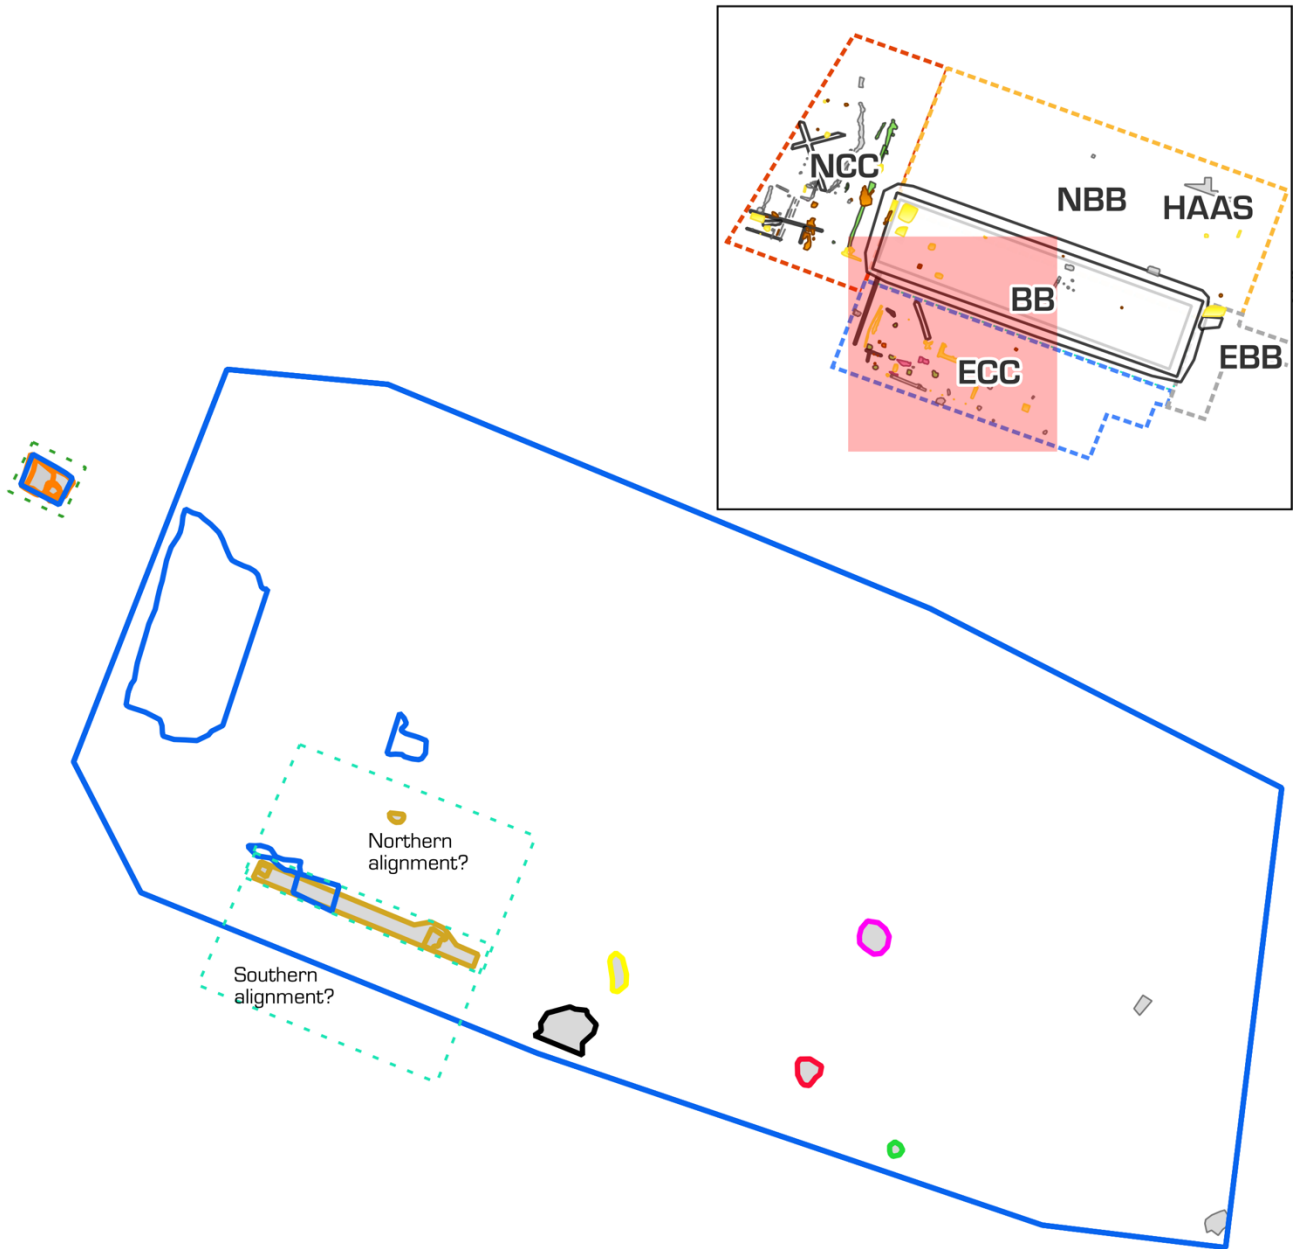 NCC
NBB
HAAS
BB
EBB
ECC
Northern
alignment?
Southern
alignment?